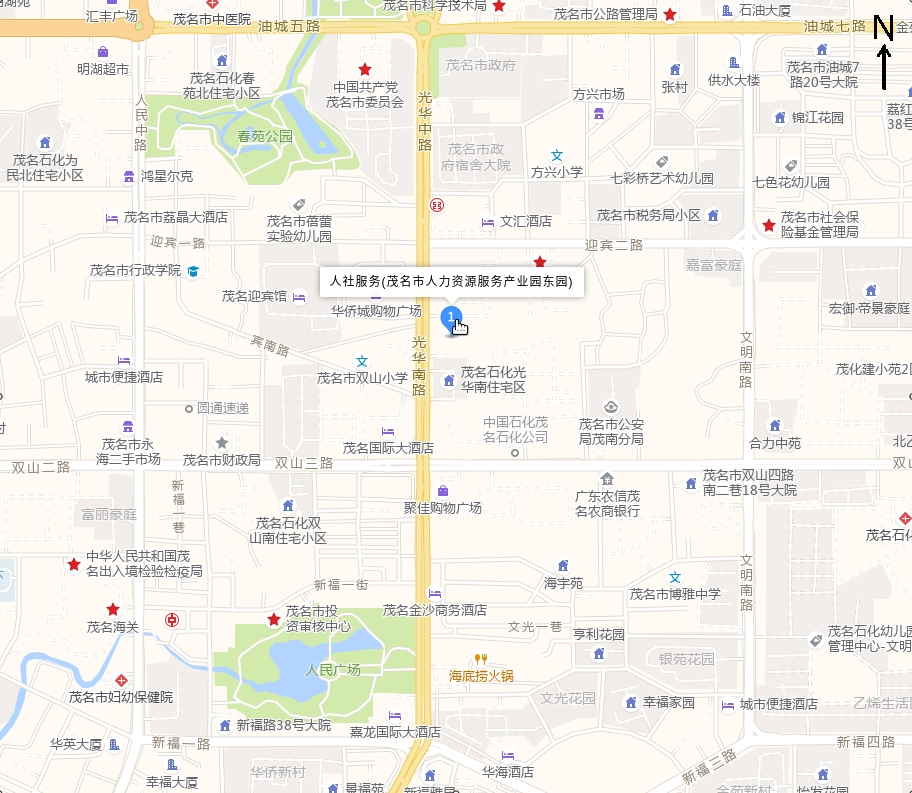 茂名市中医院
茂名市科学技术局
汇丰广场
油城五路
茂名市公路管理局
石油大厦
油城七路
N
明湖超市
茂名石化春
苑北住宅小区
中国共产党
茂名市委员会
茂名市政府
张村
供水大楼
茂名市油城7
路20号大院
人民中路
光华中路
方兴市场
锦江花园
荔红
38号
春苑公园
茂名石化为
民北住宅小区
鸿星尔克
茂名市政
府宿舍大院
方兴小学
七彩桥艺术幼儿园
七色花幼儿园
茂名市荔晶大酒店
茂名市蓓蕾
实验幼儿园
文汇酒店
茂名市税务局小区
茂名市社会保
险基金管理局
迎宾一路
迎宾二路
茂名市行政学院
嘉富豪庭
人社服务(茂名市人力资源服务产业园东园)
茂名迎宾馆
华侨城购物广场
1
宏御·帝景豪庭
宾南路
光华南路
文明南路
城市便捷酒店
茂名市双山小学
茂名石化光
华南住宅区
茂化建小苑2
圆通速递
中国石化茂
名石化公司
茂名市公安
局茂南分局
茂名市永
海二手市场
茂名市财政局
茂名国际大酒店
合力中苑
双山二路
双山三路
新福一巷
聚佳购物广场
广东农信茂
名农商银行
茂名市双山四路
南二巷18号大院
富丽豪庭
茂名石化双
山南住宅小区
中华人民共和国茂
名出入境检验检疫局
新福一街
海宇苑
茂名市博雅中学
文明南路
茂名海关
茂名市投
资审核中心
茂名金沙商务酒店
文光一巷
亨利花园
茂名石化幼儿园
管理中心-文明
人民广场
海底捞火锅
银苑花园
茂名市妇幼保健院
文光花园
幸福家园
城市便捷酒店
乙烯生活区
新福路38号大院
嘉龙国际大酒店
华英大厦
新福一路
新福四路
幸福大厦
华侨新村
华海酒店
新福三路
怡发花园